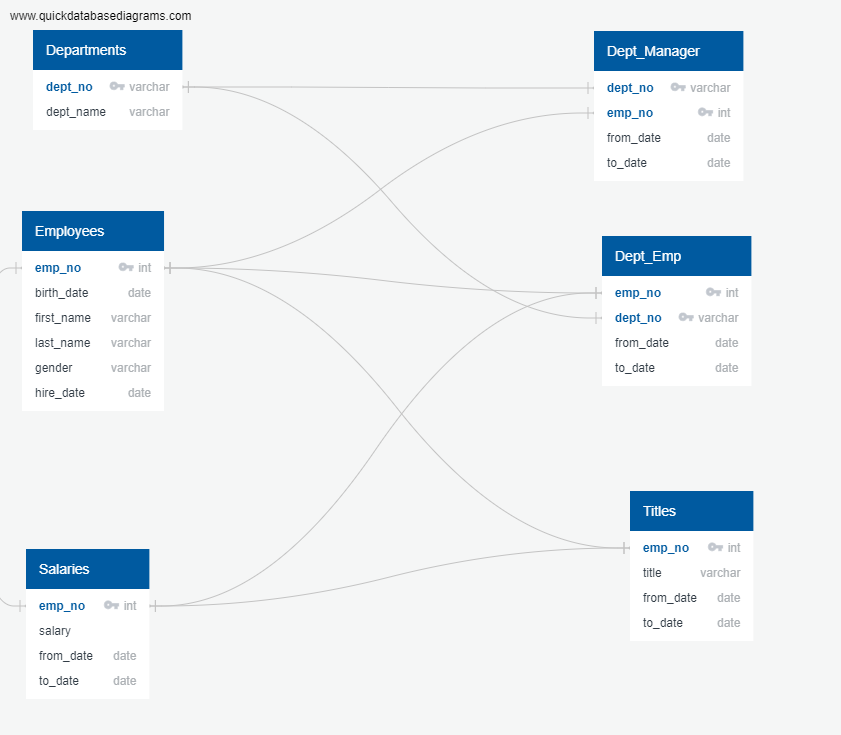 www.quickdatabasediagrams.com
Departments
dept_no varchar
dept_name varchar
Dept_Manager
dept_no varchar
emp_no int
from_date date
to_date date
Employees
emp_no int
birth_date date
first_name varchar
last_name varchar
gender varchar
hire_date date
Dept_Emp
emp_no int
dept_no varchar
from_date date
to_date date
Salaries
emp_no int
salary
from_date date
to_date date
Titles
emp_no int
title varchar
from_date date
to_date date